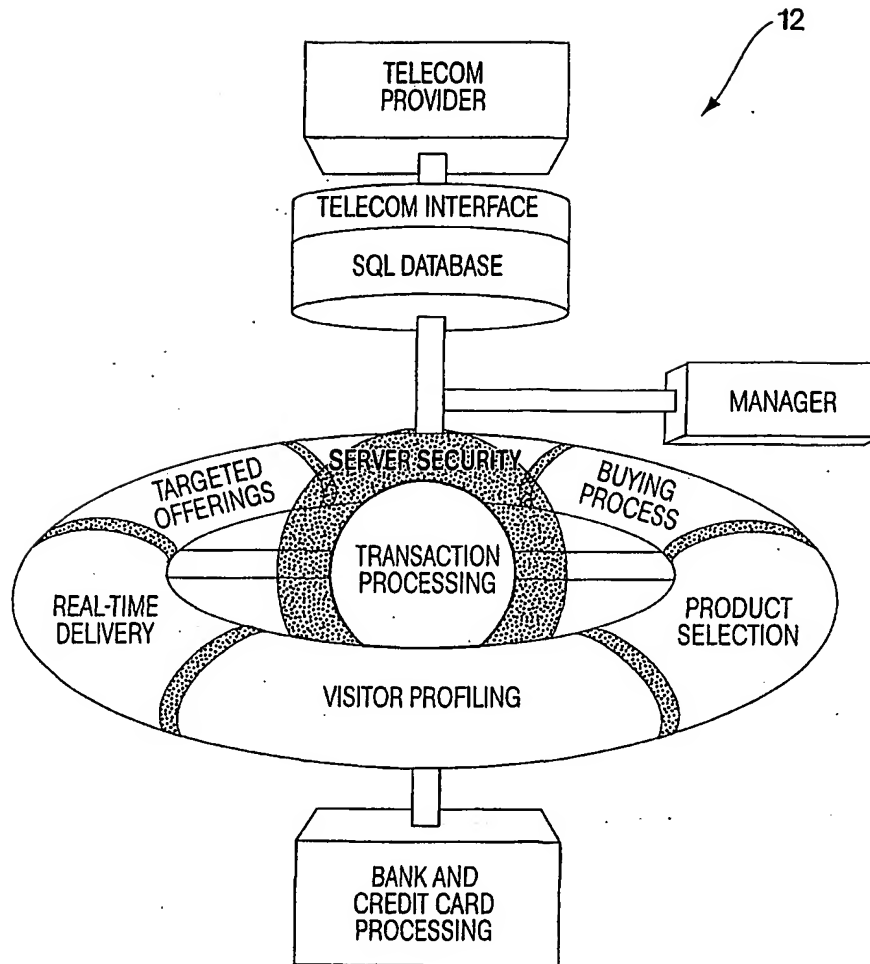 12
TELECOM
PROVIDER
TELECOM INTERFACE
SQL DATABASE
MANAGER
SERVER SECURITY
TARGETED
OFFERINGS
BUYING
PROCESS
TRANSACTION
PROCESSING
REAL-TIME
DELIVERY
PRODUCT
SELECTION
VISITOR PROFILING
BANK AND
CREDIT CARD
PROCESSING